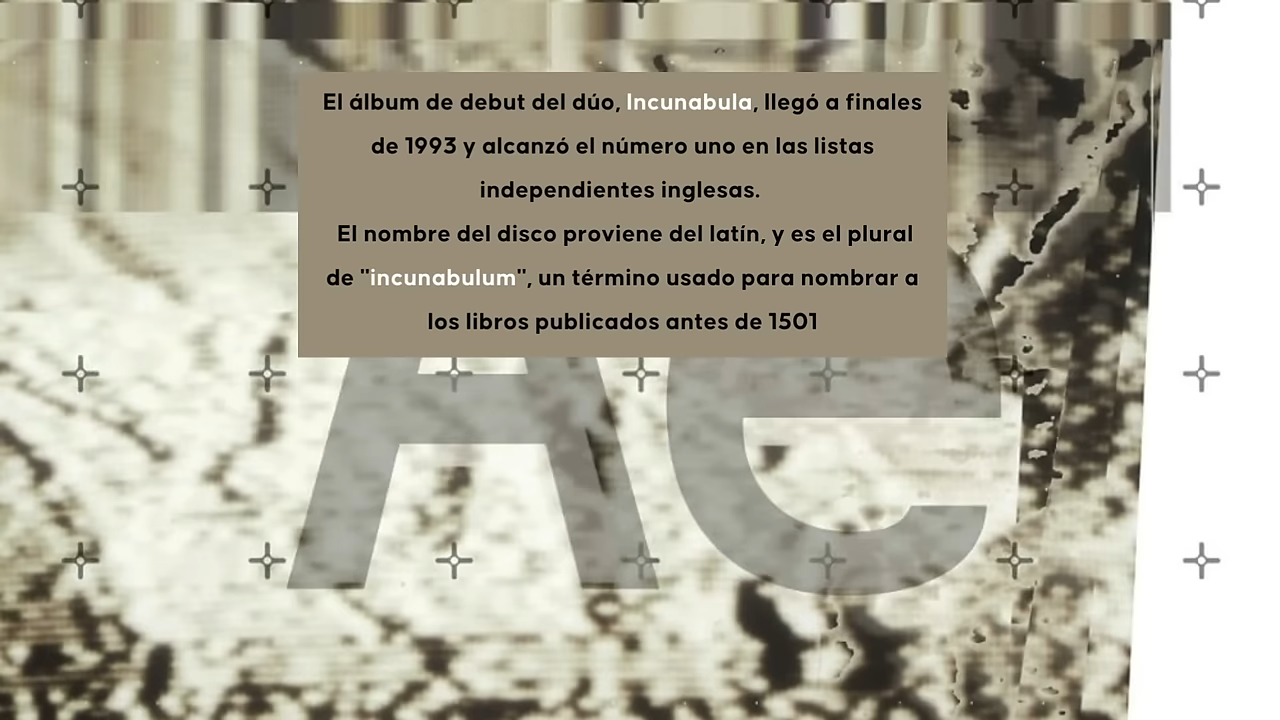 El álbum de debut del dúo, Incunabula, llegó a finales
de 1993 y alcanzó el número uno en las listas
independientes inglesas.
El nombre del disco proviene del latín, y es el plural
de "incunabulum", un término usado para nombrar a
los libros publicados antes de 1501
Ae